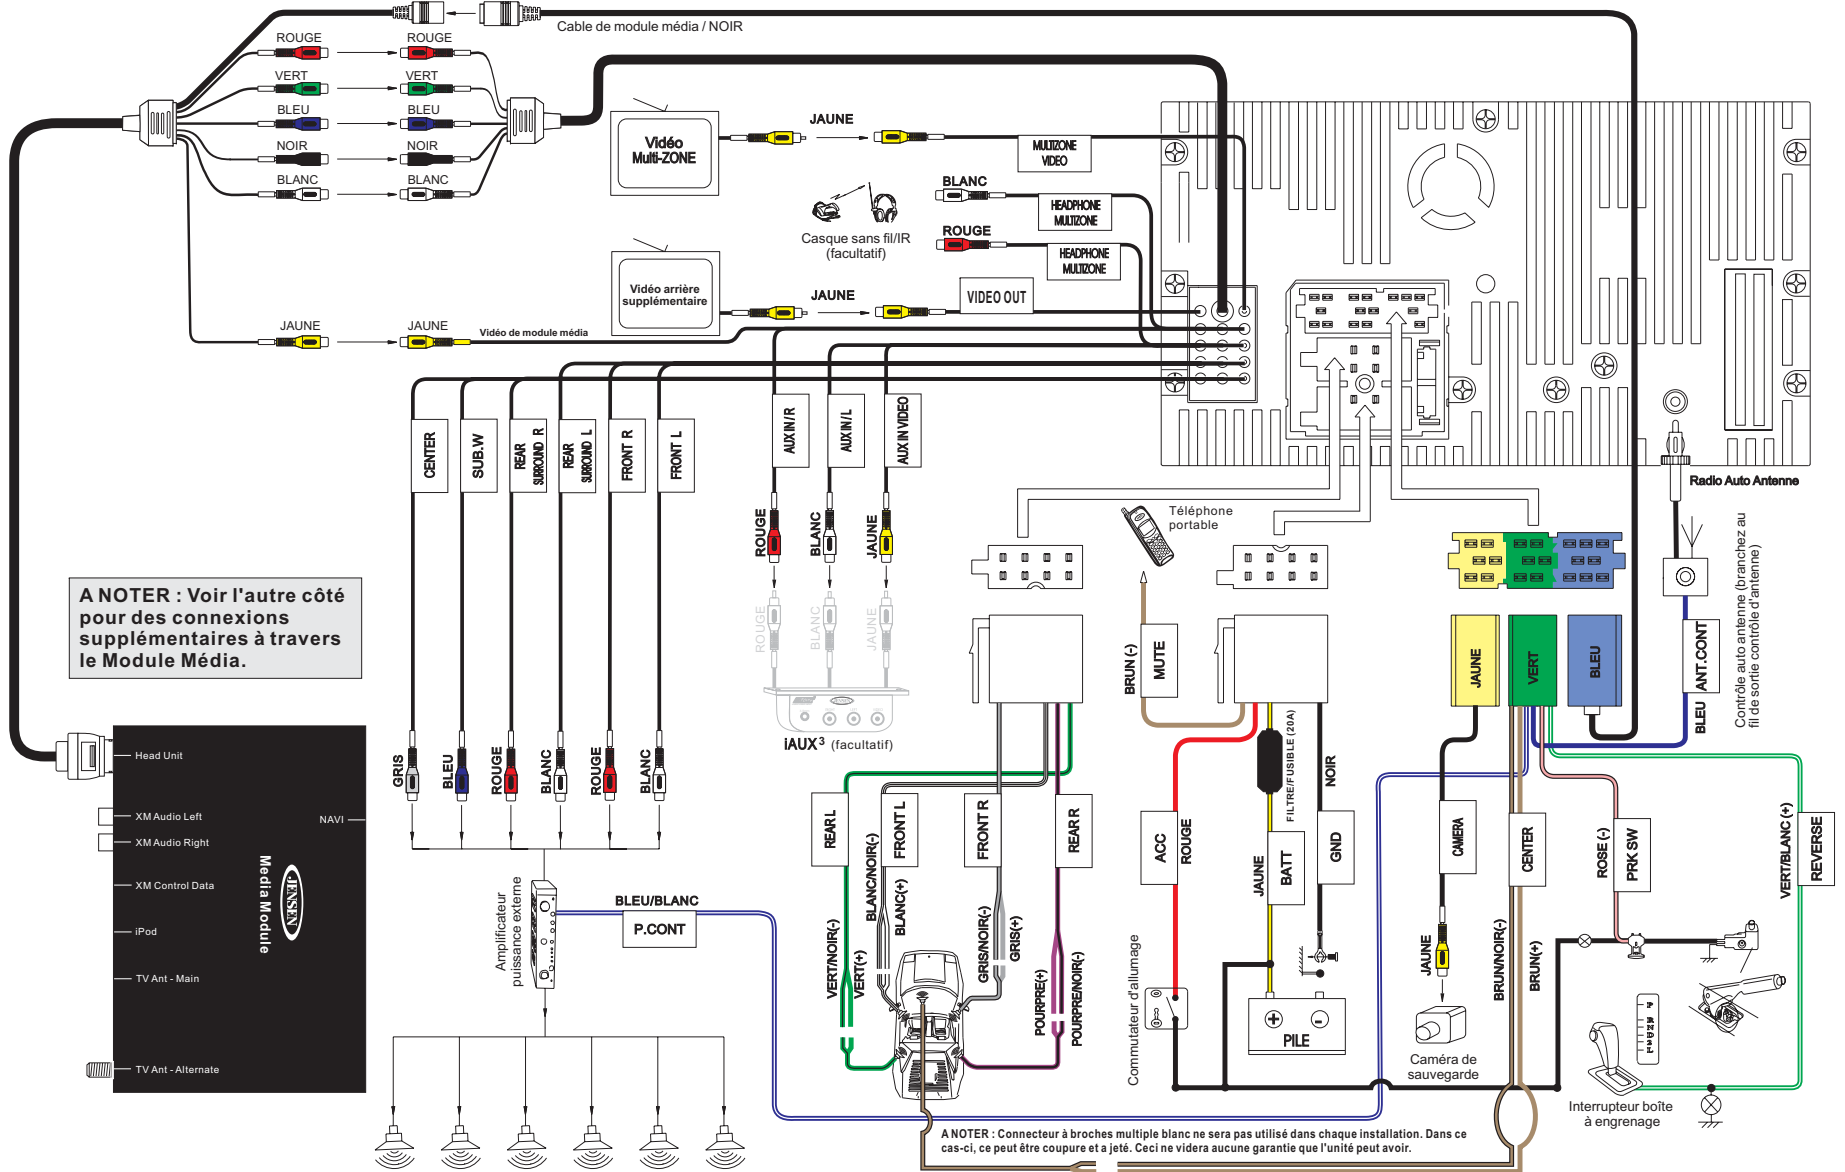 Cable de module média / NOIR
ROUGE
ROUGE
VERT
VERT
BLEU
BLEU
NOIR
NOIR
BLANC
BLANC
JAUNE
JAUNE
Vidéo de module média
Vidéo
Multi-ZONE
JAUNE
MULTIZONE
VIDEO
BLANC
HEADPHONE
MULTIZONE
ROUGE
HEADPHONE
MULTIZONE
Casque sans fil/IR
(facultatif)
Vidéo arrière
supplémentaire
JAUNE
VIDEO OUT
CENTER
SUB.W
REAR
SURROUND R
REAR
SURROUND L
FRONT R
FRONT L
AUX IN / R
AUX IN / L
AUX IN VIDEO
ROUGE
BLANC
JAUNE
ROUGE
BLANC
JAUNE
iAUX³ (facultatif)
Radio Auto Antenne
Téléphone
portable
Contrôle auto antenne (branchez au
fil de sortie contrôle d'antenne)
A NOTER : Voir l'autre côté
pour des connexions
supplémentaires à travers
le Module Média.
BRUN (-)
MUTE
JAUNE
VERT
BLEU
BLEU
ANT.CONT
GRIS
BLEU
ROUGE
BLANC
ROUGE
BLANC
Head Unit
XM Audio Left
XM Audio Right
XM Control Data
iPod
TV Ant - Main
TV Ant - Alternate
NAVI
JENSEN
Media Module
Amplificateur
puissance externe
BLEU/BLANC
P.CONT
REAR L
FRONT L
FRONT R
REAR R
BLANC/NOIR(-)
BLANC(+)
VERT/NOIR(-)
VERT(+)
GRIS/NOIR(-)
GRIS(+)
POURPRE(+)
POURPRE/NOIR(-)
ACC
ROUGE
JAUNE
BATT
FILTRE/FUSIBLE (20A)
NOIR
GND
Commutateur d'allumage
+
-
PILE
CAMERA
JAUNE
Caméra de
sauvegarde
CENTER
BRUN/NOIR(-)
BRUN(+)
ROSE (-)
PRK SW
VERT/BLANC (+)
REVERSE
Interrupteur boîte
à engrenage
A NOTER : Connecteur à broches multiple blanc ne sera pas utilisé dans chaque installation. Dans ce
cas-ci, ce peut être coupure et a jeté. Ceci ne videra aucune garantie que l'unité peut avoir.